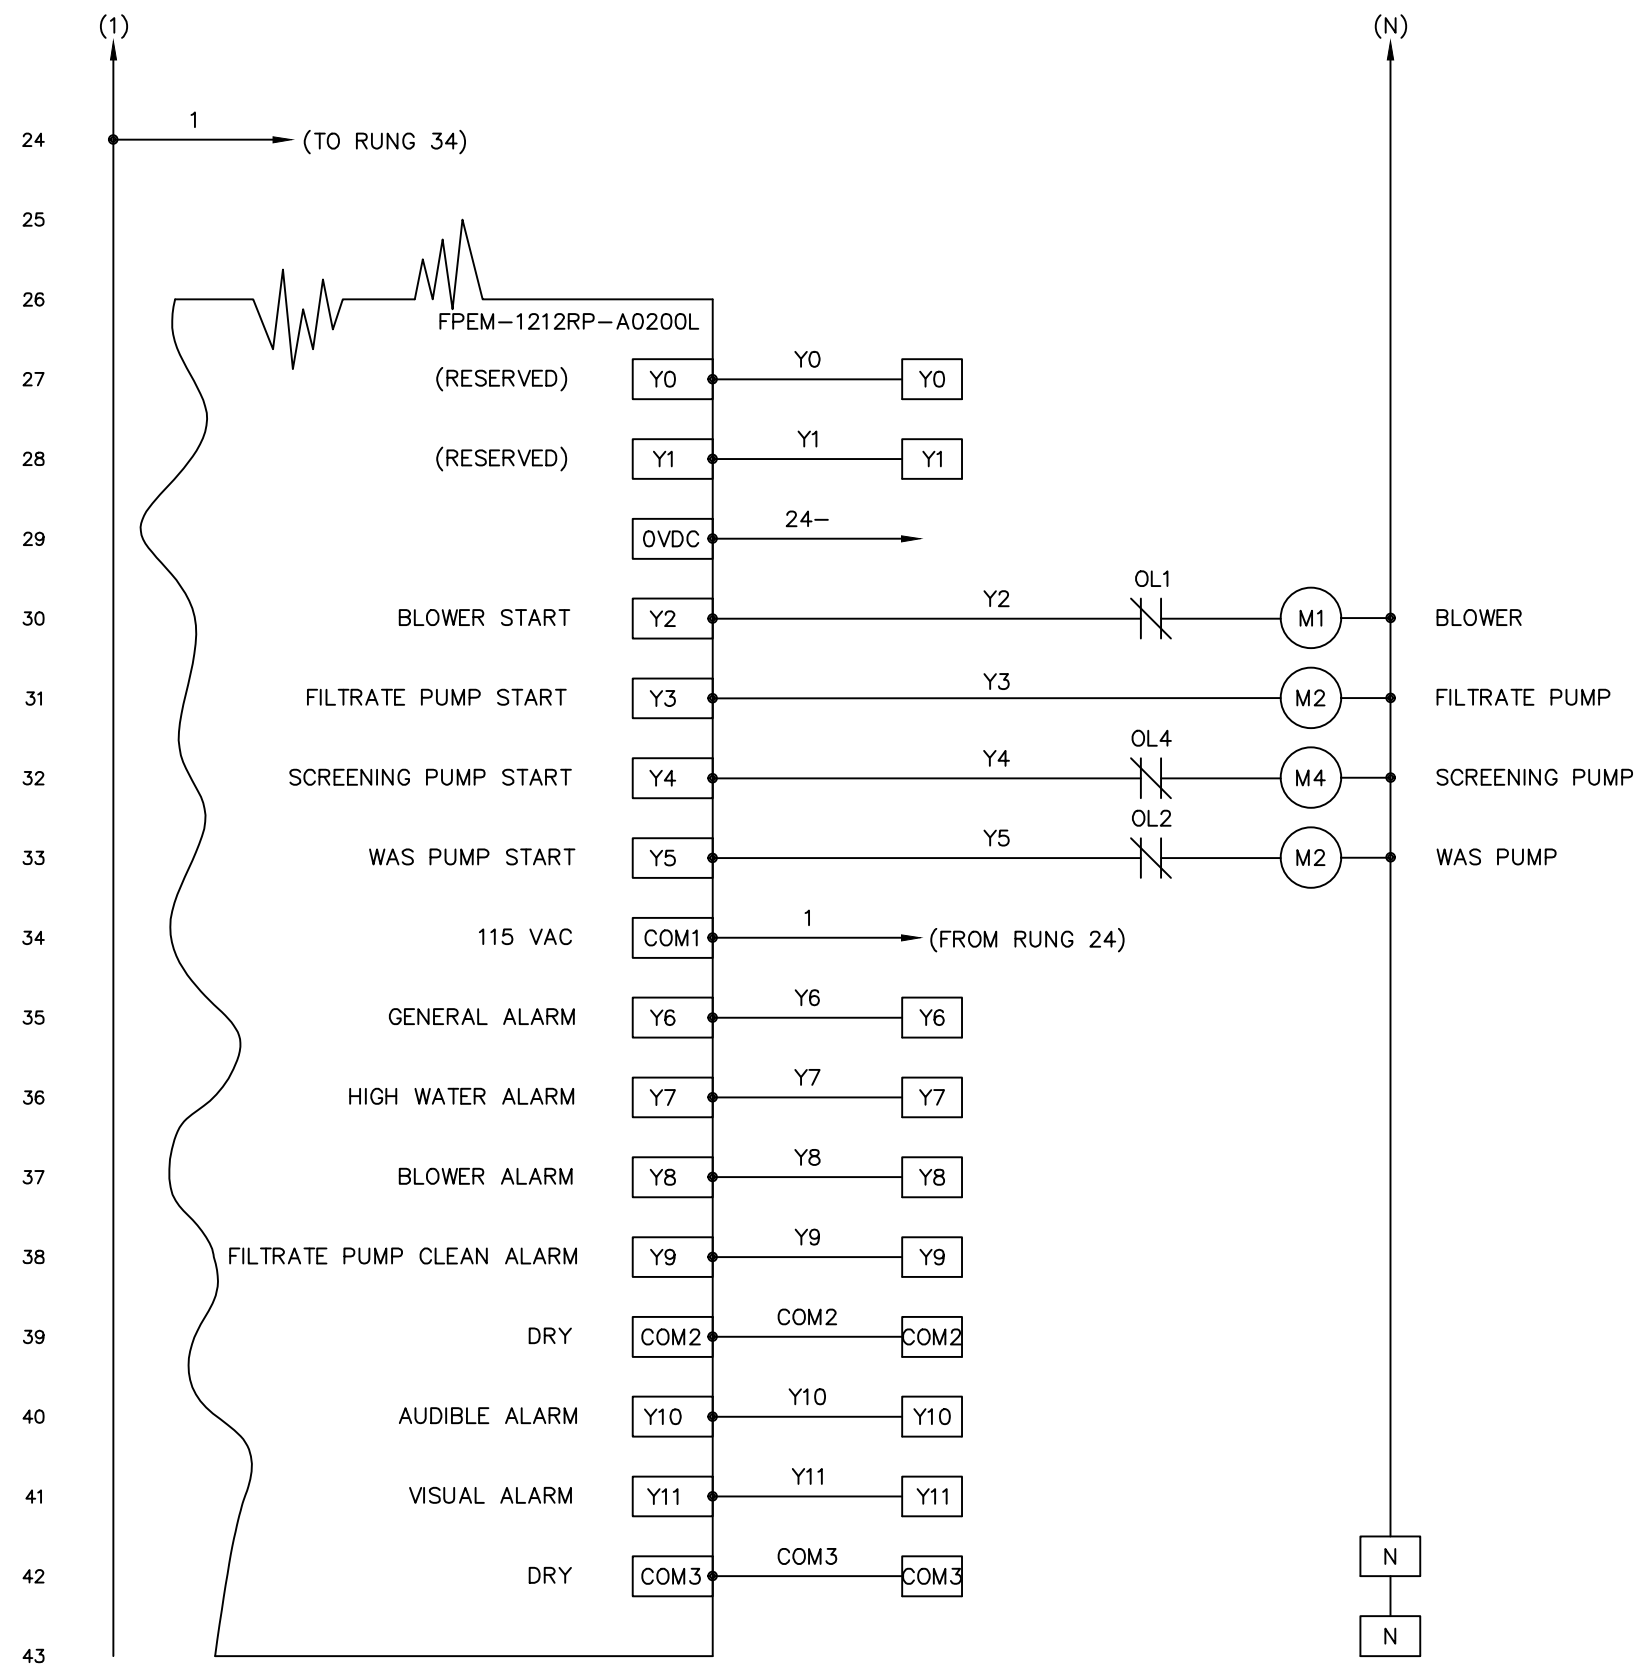 (1) (N)
1
24 (TO RUNG 34)
25
26
FPEM-1212RP-A0200L
Y0
27 (RESERVED) Y0 Y0
Y1
28 (RESERVED) Y1 Y1
24-
29 0VDC
OL1
Y2
30 BLOWER START Y2 M1 BLOWER
Y3
31 FILTRATE PUMP START Y3 M2 FILTRATE PUMP
OL4
Y4
32 SCREENING PUMP START Y4 M4 SCREENING PUMP
OL2
Y5
33 WAS PUMP START Y5 M2 WAS PUMP
1
34 115 VAC COM1 (FROM RUNG 24)
Y6
35 GENERAL ALARM Y6 Y6
Y7
36 HIGH WATER ALARM Y7 Y7
Y8
37 BLOWER ALARM Y8 Y8
Y9
38 FILTRATE PUMP CLEAN ALARM Y9 Y9
COM2
39 DRY COM2 COM2
Y10
40 AUDIBLE ALARM Y10 Y10
Y11
41 VISUAL ALARM Y11 Y11
COM3
N
42 DRY COM3 COM3
N
43